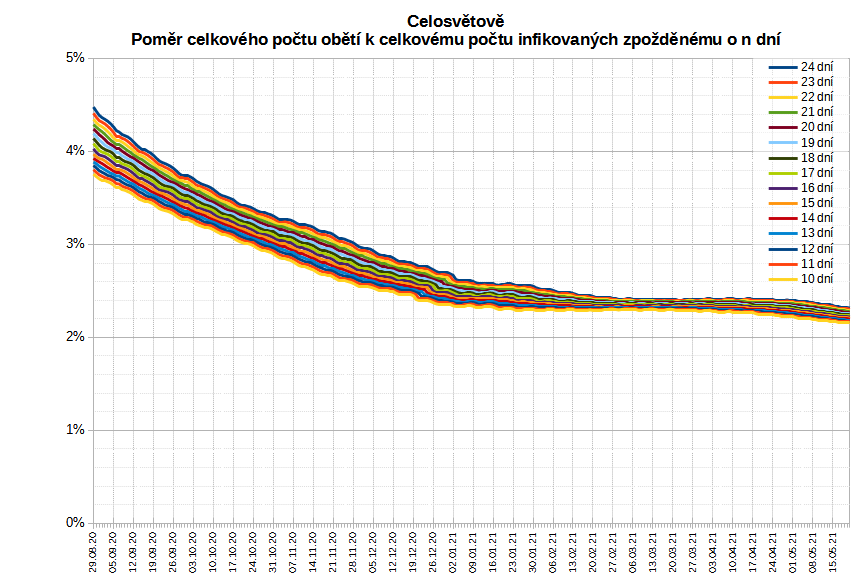 Celosvětově
Poměr celkového počtu obětí k celkovému počtu infikovaných zpožděnému o n dní
5%
4%
3%
2%
1%
0%
24 dní
23 dní
22 dní
21 dní
20 dní
19 dní
18 dní
17 dní
16 dní
15 dní
14 dní
13 dní
12 dní
11 dní
10 dní
29.08.20
05.09.20
12.09.20
19.09.20
26.09.20
03.10.20
10.10.20
17.10.20
24.10.20
31.10.20
07.11.20
14.11.20
21.11.20
28.11.20
05.12.20
12.12.20
19.12.20
26.12.20
02.01.21
09.01.21
16.01.21
23.01.21
30.01.21
06.02.21
13.02.21
20.02.21
27.02.21
06.03.21
13.03.21
20.03.21
27.03.21
03.04.21
10.04.21
17.04.21
24.04.21
01.05.21
08.05.21
15.05.21